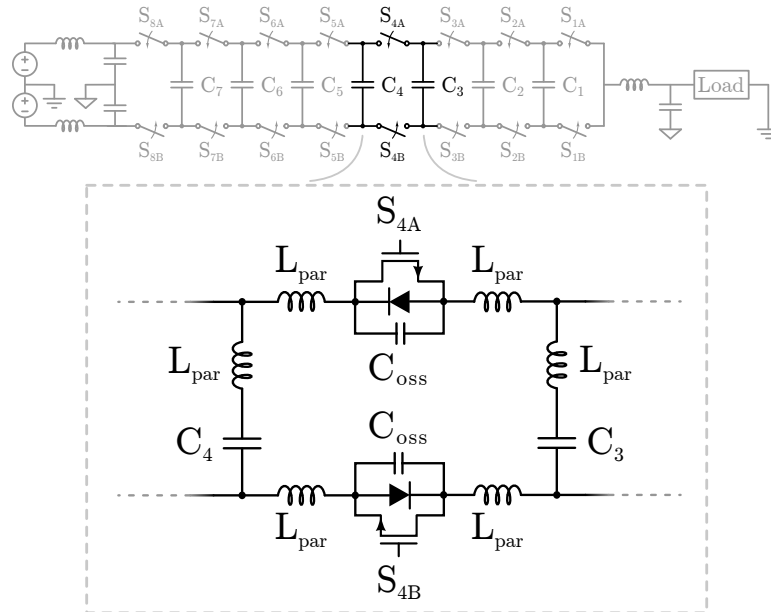 S8A S7A S6A S5A S4A S3A S2A S1A
+
−
+
−
C7 C6 C5 C4 C3 C2 C1 Load
S8B S7B S6B S5B S4B S3B S2B S1B
S4A
Lpar Lpar
Coss
Lpar Lpar
Coss
C4 C3
Lpar Lpar
S4B